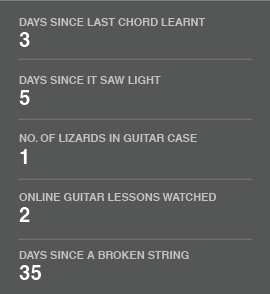 DAYS SINCE LAST CHORD LEARNT
3
DAYS SINCE IT SAW LIGHT
5
NO. OF LIZARDS IN GUITAR CASE
1
ONLINE GUITAR LESSONS WATCHED
2
DAYS SINCE A BROKEN STRING
35